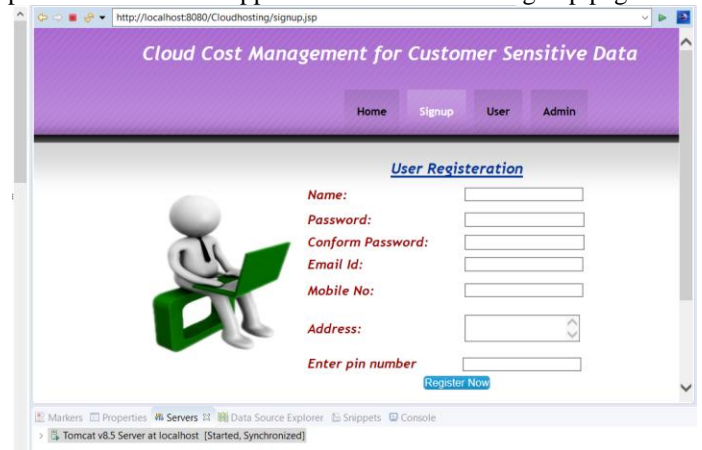 http://localhost:8080/Cloudhosting/signup.jsp
Cloud Cost Management for Customer Sensitive Data
Home Signup User Admin
User Registeration
Name:
Password:
Conform Password:
Email Id:
Mobile No:
Address:
Enter pin number
Register Now
Markers Properties Servers Data Source Explorer Snippets Console
Tomcat v8.5 Server at localhost [Started, Synchronized]